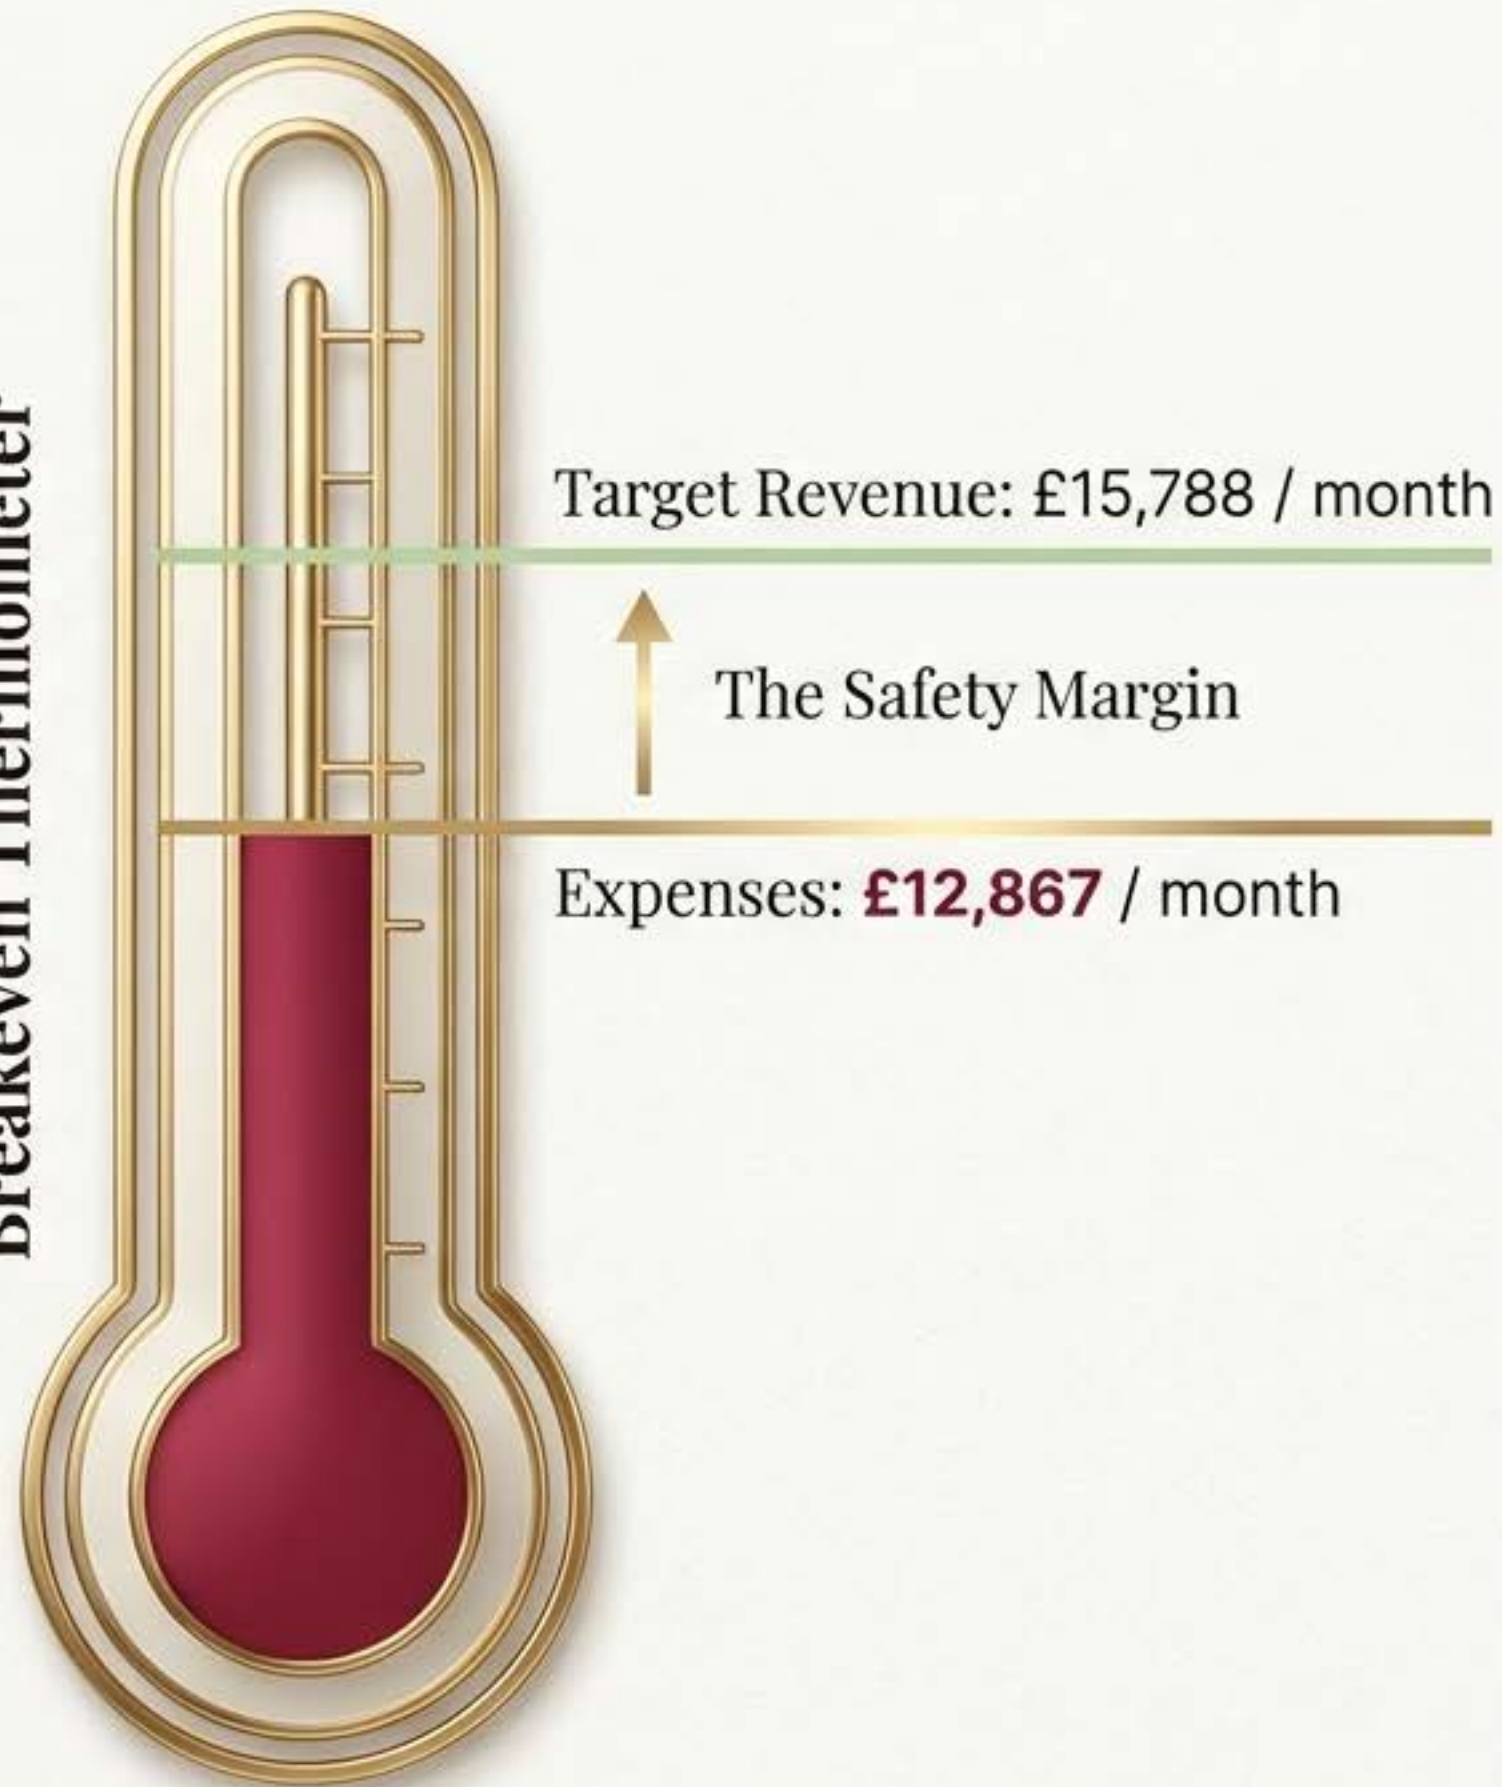 Breakeven Thermometer
Target Revenue: £15,788 / month
The Safety Margin
Expenses: £12,867 / month